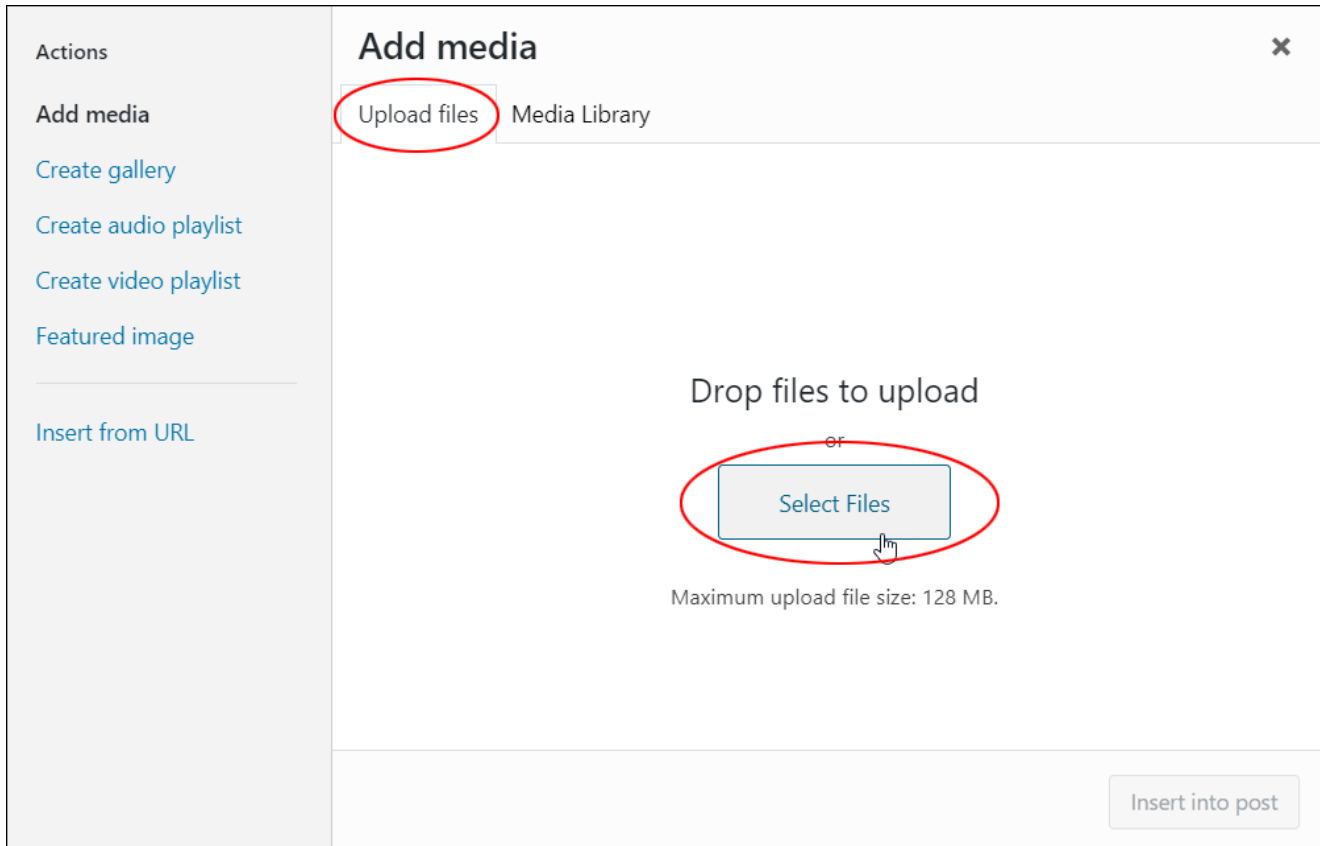 Actions
Add media
Create gallery
Create audio playlist
Create video playlist
Featured image
Insert from URL
Add media
Upload files Media Library
Drop files to upload
or
Select Files
Maximum upload file size: 128 MB.
Insert into post